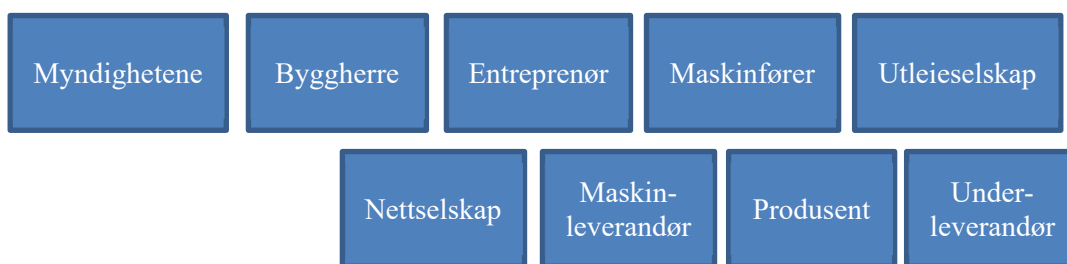 Myndighetene
Byggherre
Entreprenør
Maskinfører
Utleieselskap
Nettselskap
Maskin-
leverandør
Produsent
Under-
leverandør